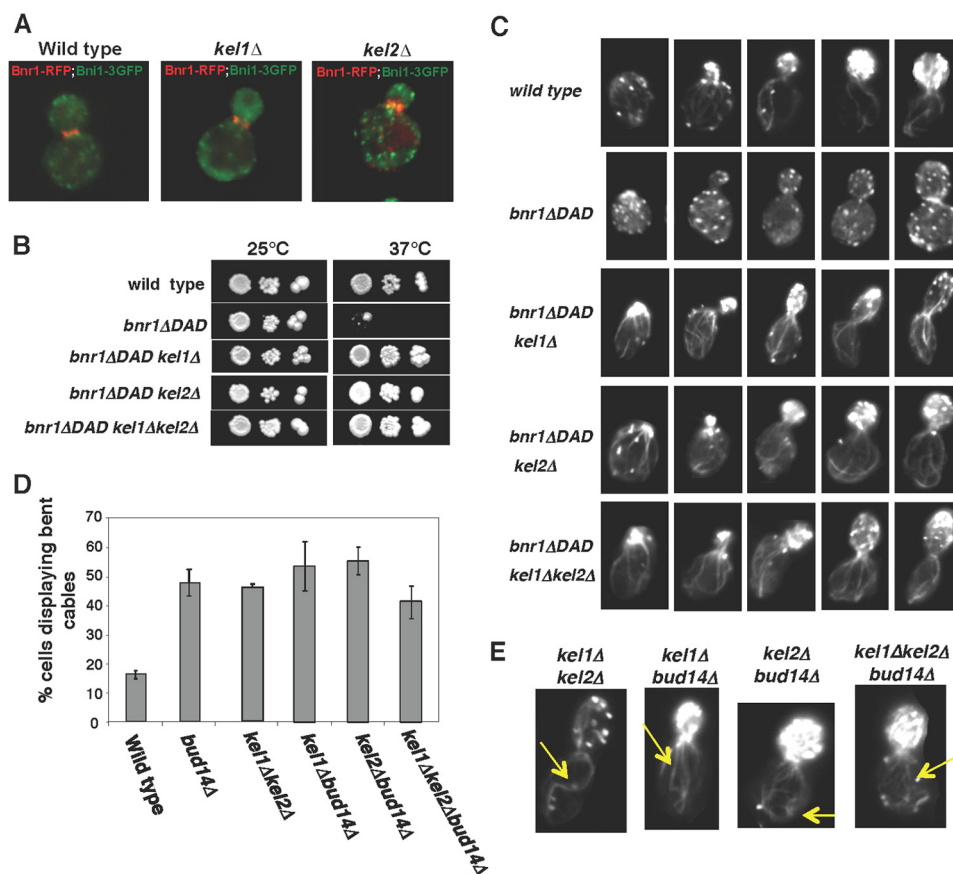 A
Wild type
kel1Δ
kel2Δ
Bnr1-RFP;Bni1-3GFP
Bnr1-RFP;Bni1-3GFP
Bnr1-RFP;Bni1-3GFP
B
25°C
37°C
wild type
bnr1ΔDAD
bnr1ΔDAD kel1Δ
bnr1ΔDAD kel2Δ
bnr1ΔDAD kel1Δkel2Δ
C
wild type
bnr1ΔDAD
bnr1ΔDAD
kel1Δ
bnr1ΔDAD
kel2Δ
bnr1ΔDAD
kel1Δkel2Δ
D
% cells displaying bent
cables
70
60
50
40
30
20
10
0
Wild type
bud14Δ
kel1Δkel2Δ
kel1Δbud14Δ
kel2Δbud14Δ
kel1Δkel2Δbud14Δ
E
kel1Δ
kel2Δ
kel1Δ
bud14Δ
kel2Δ
bud14Δ
kel1Δkel2Δ
bud14Δ